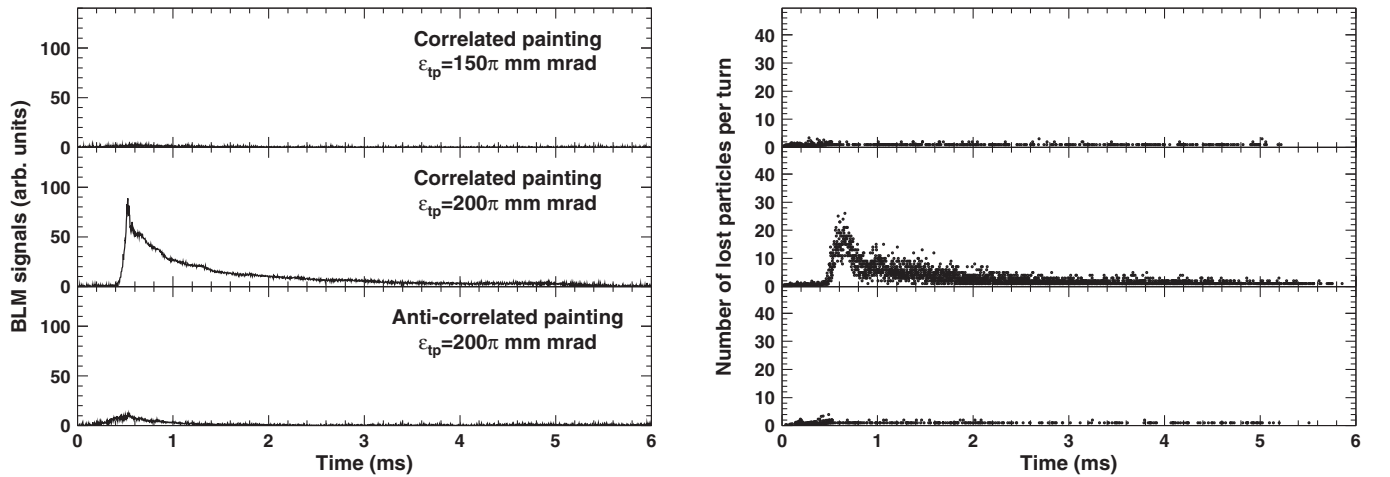 BLM signals (arb. units)
100
50
0
Correlated painting
εtp=150π mm mrad
100
50
0
Correlated painting
εtp=200π mm mrad
100
50
0
Anti-correlated painting
εtp=200π mm mrad
0 1 2 3 4 5 6
Time (ms)
Number of lost particles per turn
40
30
20
10
0
40
30
20
10
0
40
30
20
10
0
0 1 2 3 4 5 6
Time (ms)